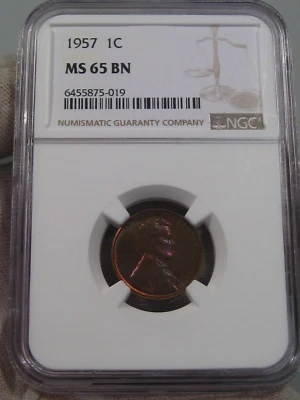 1957 1C
MS 65 BN
6455875-019
NUMISMATIC GUARANTY COMPANY
NGC